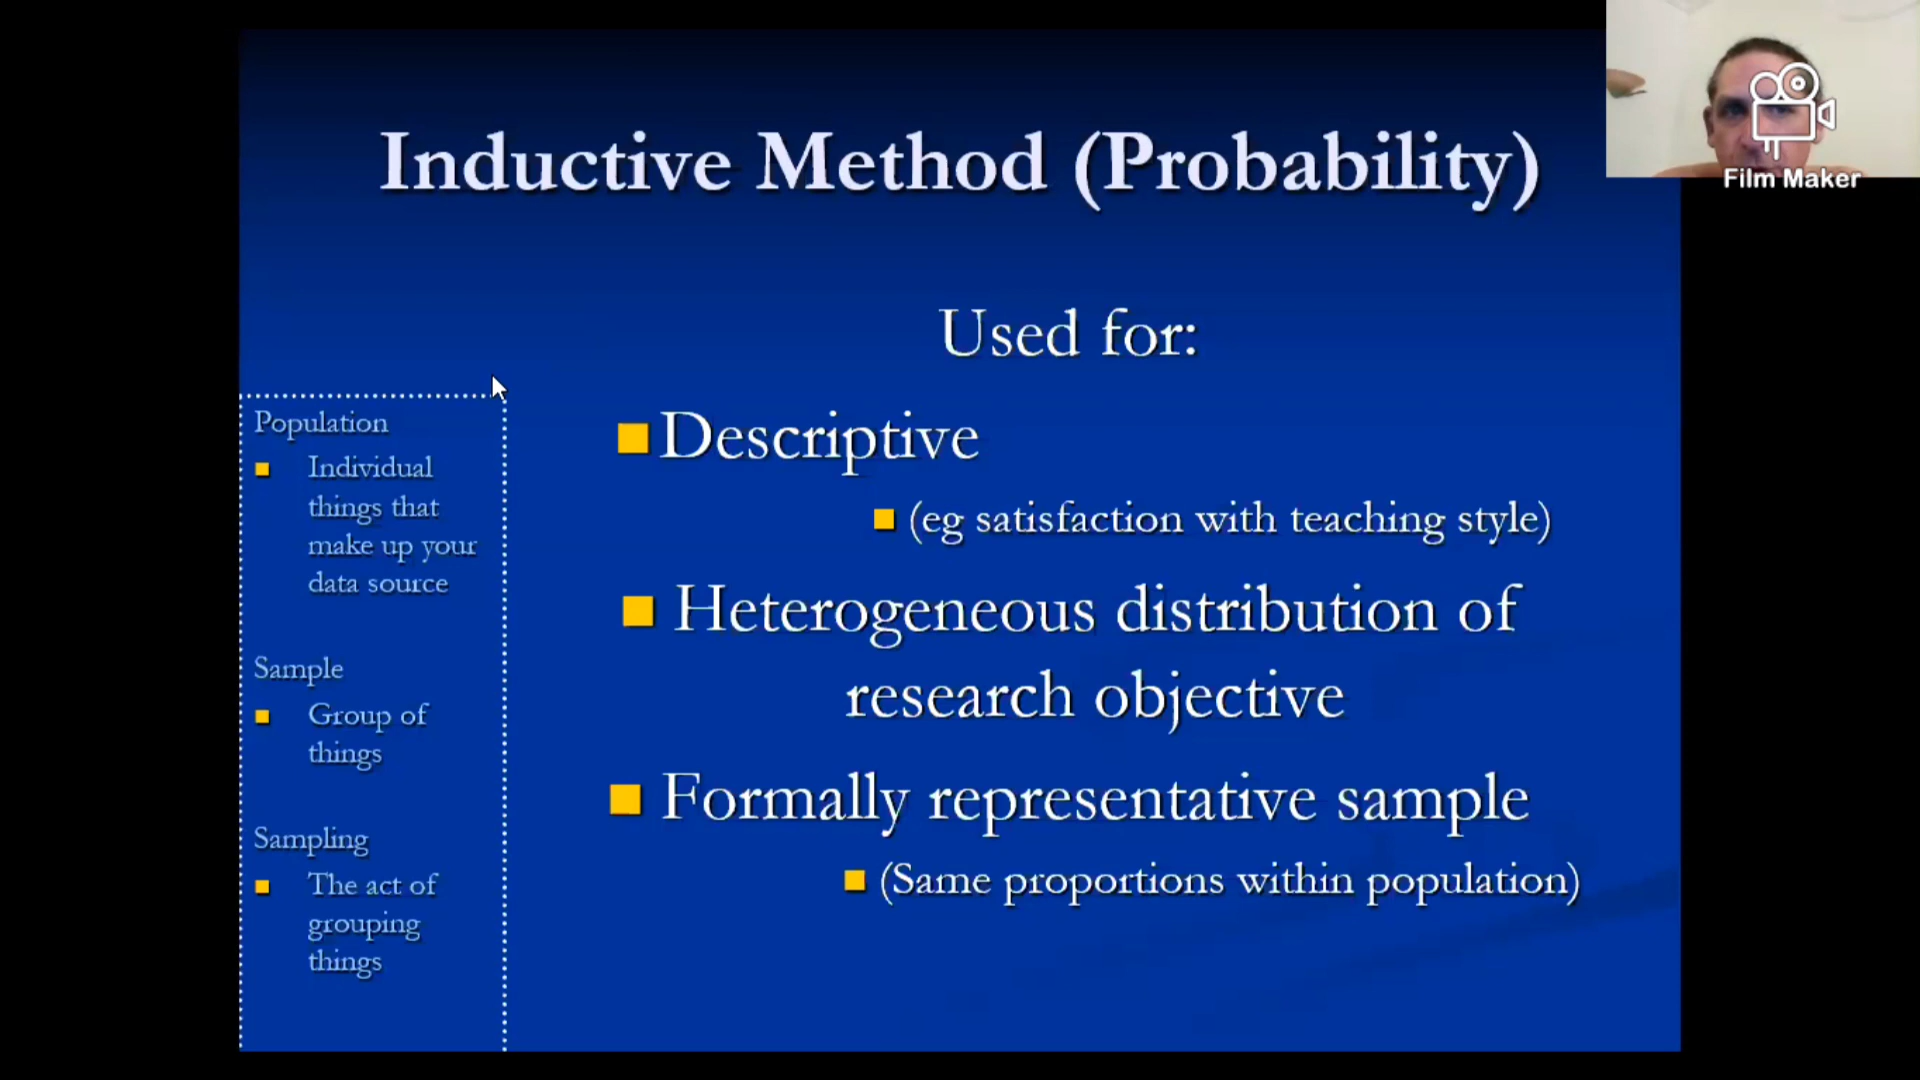 Inductive Method (Probability)
Film Maker
Used for:
Descriptive
(eg satisfaction with teaching style)
Heterogeneous distribution of
research objective
Formally representative sample
(Same proportions within population)
Population
Individual
things that
make up your
data source
Sample
Group of
things
Sampling
The act of
grouping
things